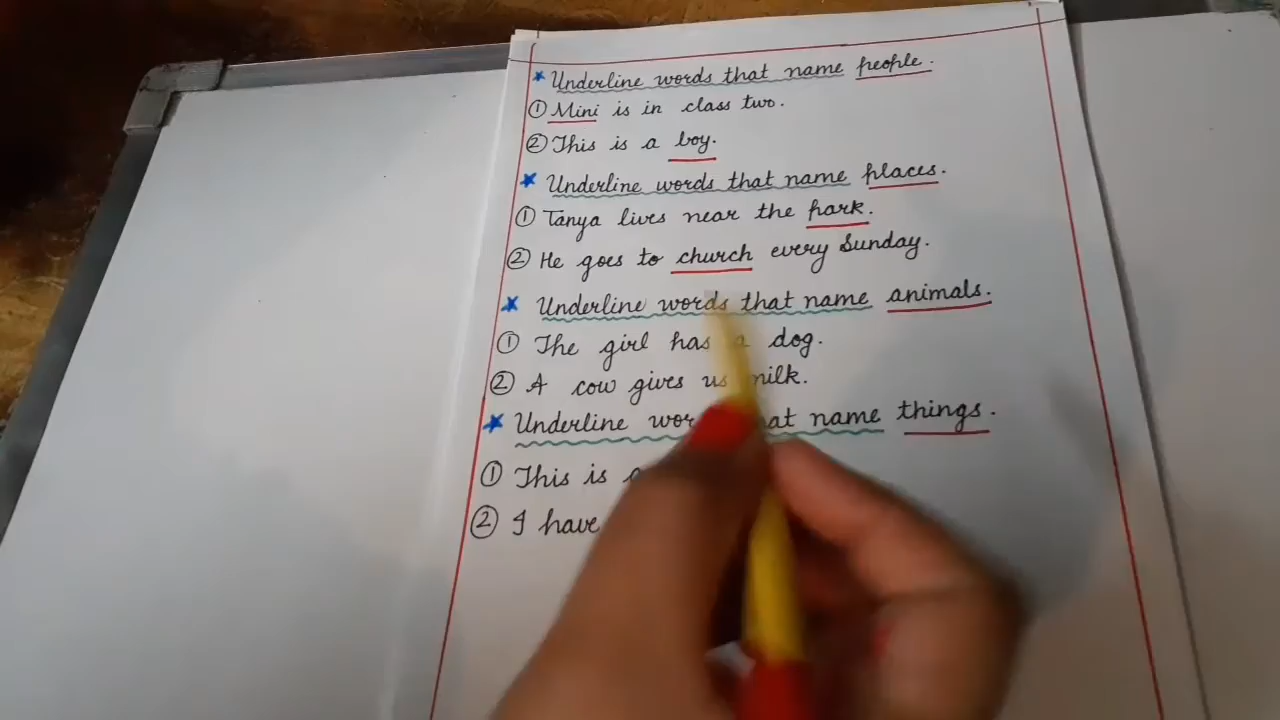 * Underline words that name people.
① Mini is in class two.
② This is a boy.
* Underline words that name places.
① Tanya lives near the park.
② He goes to church every Sunday.
* Underline words that name animals.
① The girl has a dog.
② A cow gives us milk.
* Underline that name things.
① This is
② I have